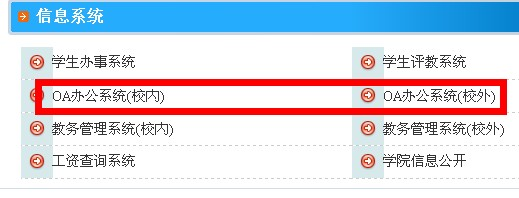 信息系统
学生办事系统 学生评教系统
OA办公系统(校内) OA办公系统(校外)
教务管理系统(校内) 教务管理系统(校外)
工资查询系统 学院信息公开